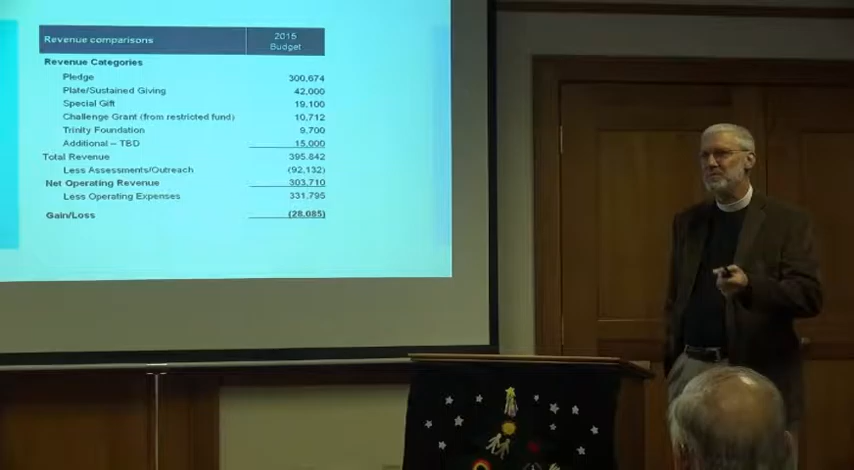 Revenue comparisons 2015 Budget
Revenue Categories
Pledge 300,674
Plate/Sustained Giving 42,000
Special Gift 19,100
Challenge Grant (from restricted fund) 10,712
Trinity Foundation 9,700
Additional – TBD 15,000
Total Revenue 395,842
Less Assessments/Outreach (92,132)
Net Operating Revenue 303,710
Less Operating Expenses 331,795
Gain/Loss (28,085)